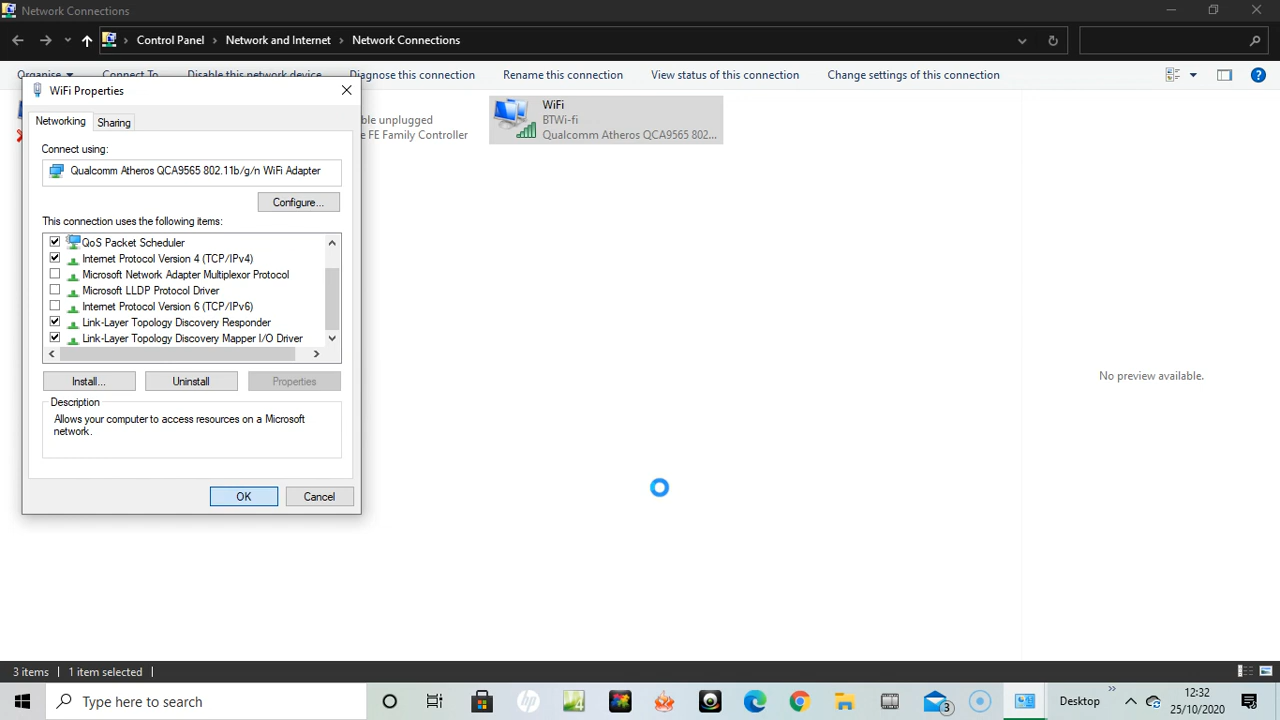 Network Connections
Control Panel > Network and Internet > Network Connections
Organise Connect To Disable this network device Diagnose this connection Rename this connection View status of this connection Change settings of this connection
WiFi Properties
Networking Sharing
Connect using:
Qualcomm Atheros QCA9565 802.11b/g/n WiFi Adapter
Configure...
This connection uses the following items:
QoS Packet Scheduler
Internet Protocol Version 4 (TCP/IPv4)
Microsoft Network Adapter Multiplexor Protocol
Microsoft LLDP Protocol Driver
Internet Protocol Version 6 (TCP/IPv6)
Link-Layer Topology Discovery Responder
Link-Layer Topology Discovery Mapper I/O Driver
Install... Uninstall Properties
Description
Allows your computer to access resources on a Microsoft
network.
OK Cancel
unplugged
FE Family Controller
WiFi
BTWi-fi
Qualcomm Atheros QCA9565 802...
No preview available.
3 items 1 item selected
Type here to search
hp
4
3
Desktop
12:32
25/10/2020